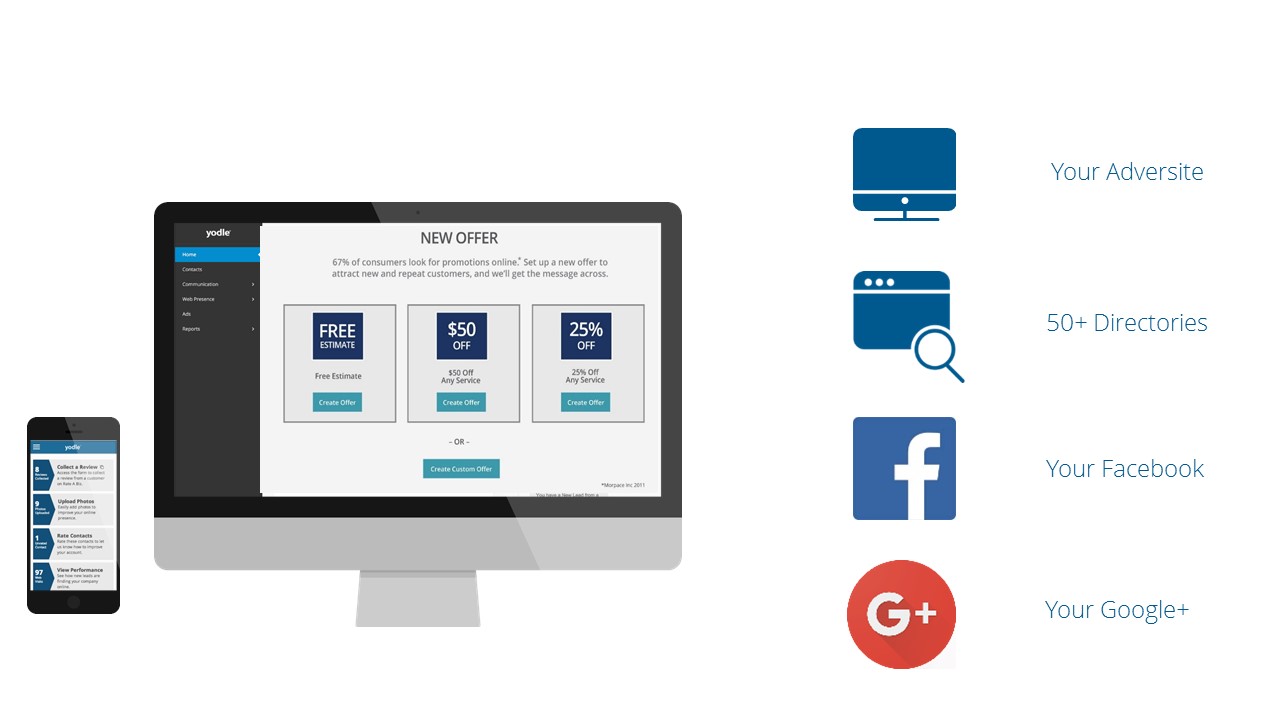 yodle
Home
Contacts
Communication
Web Presence
Ads
Reports
NEW OFFER
67% of consumers look for promotions online.* Set up a new offer to
attract new and repeat customers, and we'll get the message across.
FREE
ESTIMATE
Free Estimate
Create Offer
$50
OFF
$50 Off
Any Service
Create Offer
25%
OFF
25% Off
Any Service
Create Offer
– OR –
Create Custom Offer
*Morpace Inc 2011
You have a New Lead from a
yodle
8
Reviews
Collected
Collect a Review
Access the form to collect
a review from a customer
on Rate A Biz.
9
Photos
Uploaded
Upload Photos
Easily add photos to
improve your online
presence.
1
Unrated
Contact
Rate Contacts
Rate these contacts to let
us know how to improve
your account.
97
Web
Visits
View Performance
See how new leads are
finding your company
online.
Your Adversite
50+ Directories
f
Your Facebook
G+
Your Google+